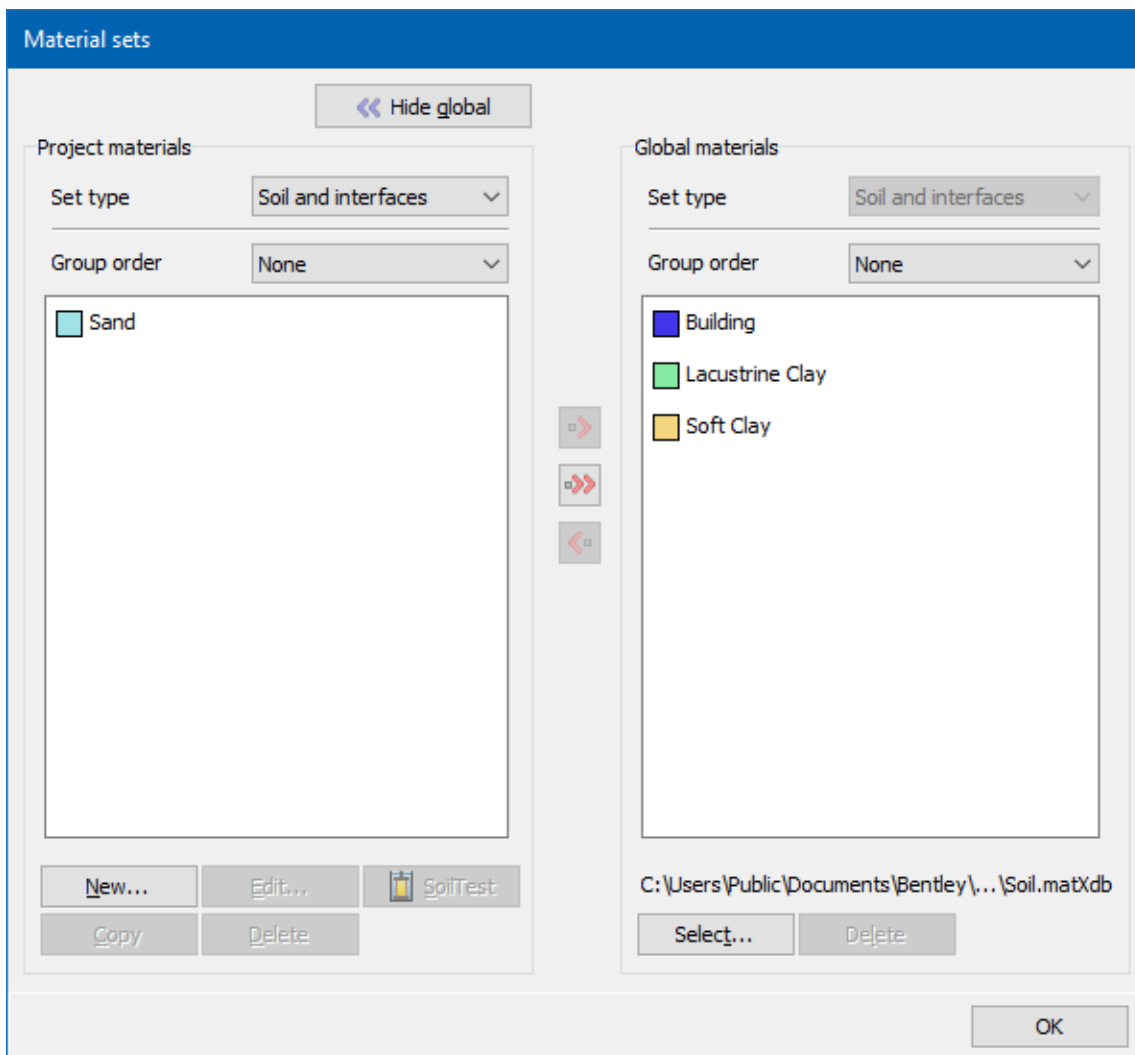 Material sets
Hide global
Project materials
Set type
Soil and interfaces
Group order
None
Sand
New...
Edit...
SoilTest
Copy
Delete
Global materials
Set type
Soil and interfaces
Group order
None
Building
Lacustrine Clay
Soft Clay
C:\Users\Public\Documents\Bentley\...\Soil.matXdb
Select...
Delete
OK